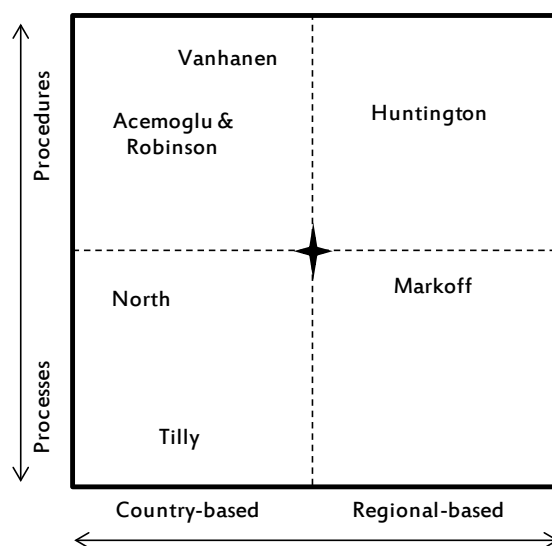 Vanhanen
Huntington
Acemoglu &
Robinson
Procedures
Markoff
North
Processes
Tilly
Country-based
Regional-based